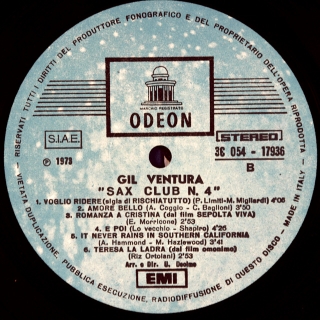 RISERVATI TUTTI I DIRITTI DEL PRODUTTORE FONOGRAFICO E DEL PROPRIETARIO DELL'OPERA RIPRODOTTA
MARCHIO REGISTRATO
ODEON
S.I.A.E.
STEREO
℗ 1973
3C 054 - 17936
B
GIL VENTURA
"SAX CLUB N. 4"
1. VOGLIO RIDERE (sigla di RISCHIATUTTO) (P. Limiti-M. Migliardi) 4'06
2. AMORE BELLO (A. Coggio - C. Baglioni) 3'50
3. ROMANZA A CRISTINA (dal film SEPOLTA VIVA)
(E. Morricone) 2'53
4. E POI (Lo vecchio - Shapiro) 4'26
5. IT NEVER RAINS IN SOUTHERN CALIFORNIA
(A. Hammond - M. Hazlewood) 3'41
6. TERESA LA LADRA (dal film omonimo)
(Riz Ortolani) 2'53
Arr. e Dir.
EMI
VIETATA DUPLICAZIONE, PUBBLICA ESECUZIONE, RADIODIFFUSIONE DI QUESTO DISCO - MADE IN ITALY